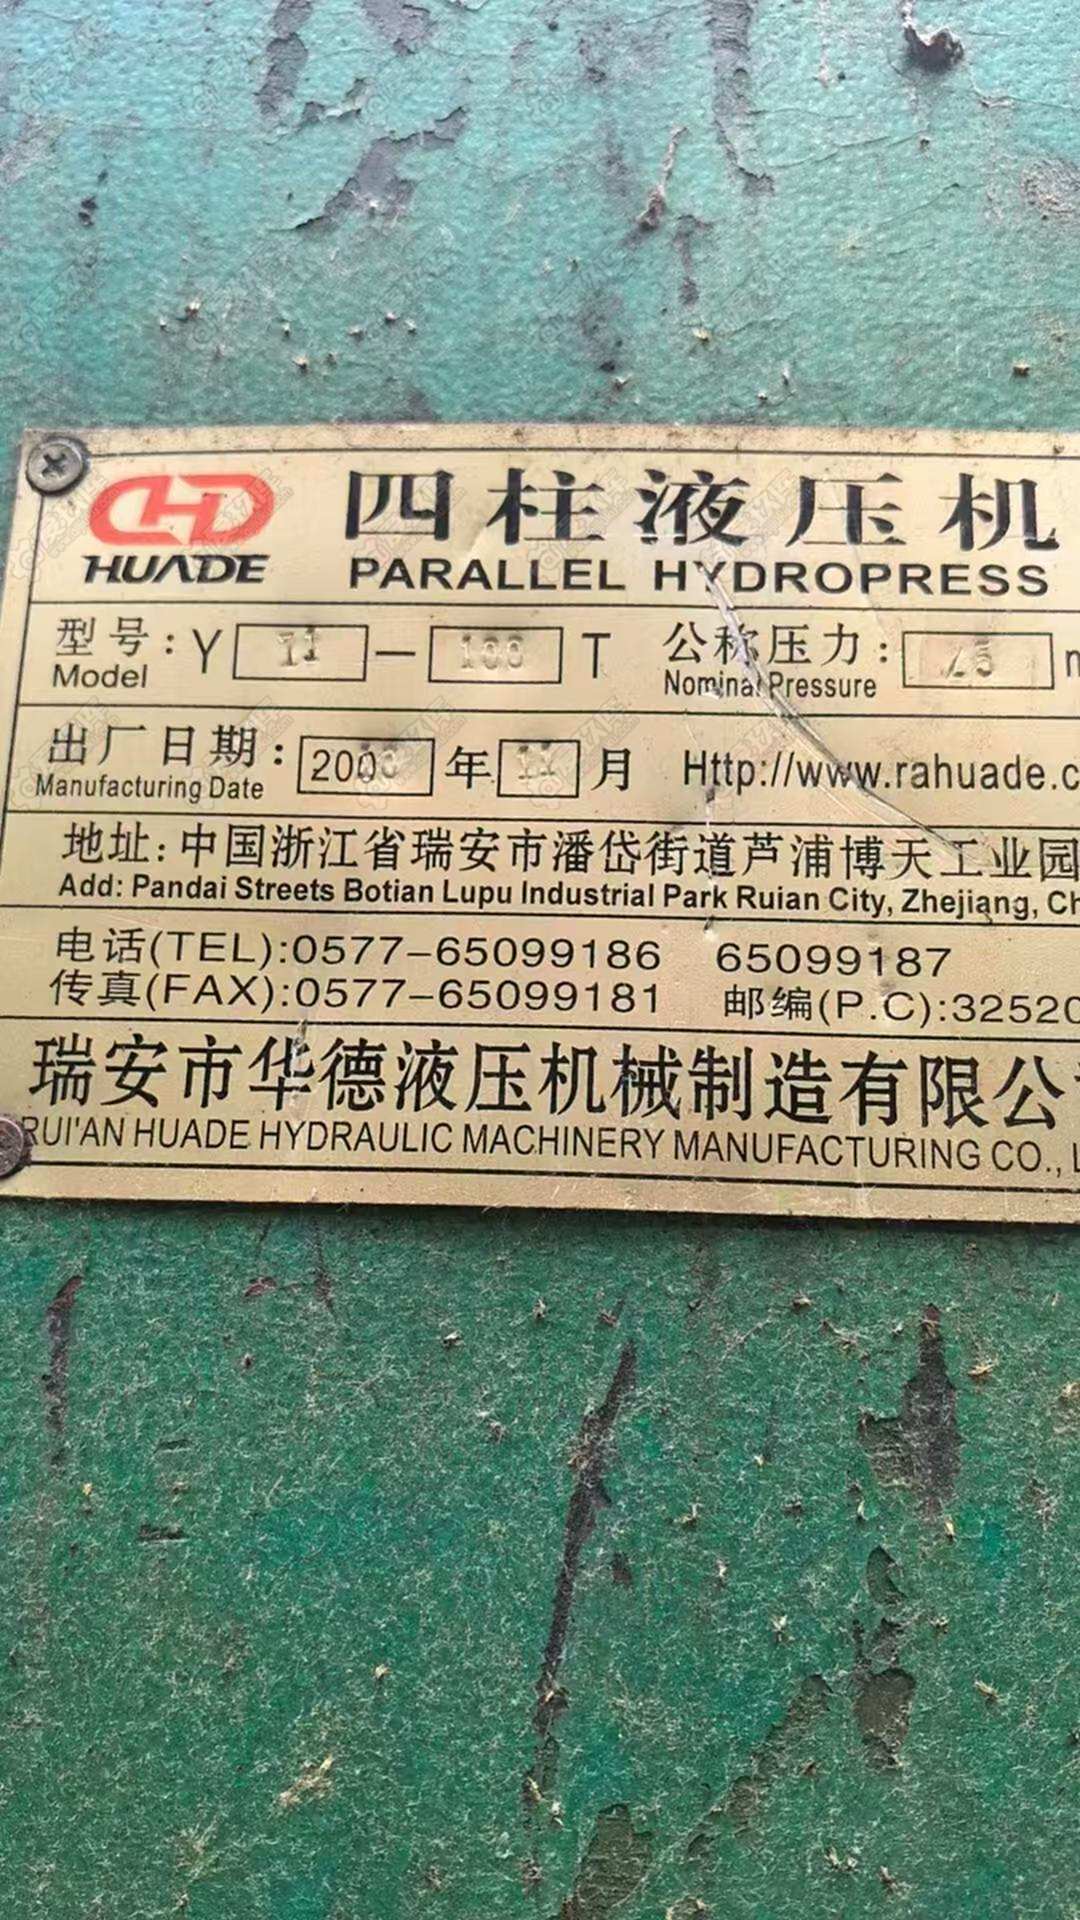 HUADE
四柱液压机
PARALLEL HYDROPRESS
型号: Y 71 — 100 T 公称压力: 25
Model Nominal Pressure
出厂日期: 年 月 Http://www.rahuade.c
Manufacturing Date
地址: 中国浙江省瑞安市潘岱街道芦浦博天工业园
Add: Pandai Streets Botian Lupu Industrial Park Ruian City, Zhejiang, Ch
电话(TEL):0577-65099186 65099187
传真(FAX):0577-65099181 邮编(P.C):32520
瑞安市华德液压机械制造有限公
RUI'AN HUADE HYDRAULIC MACHINERY MANUFACTURING CO., L